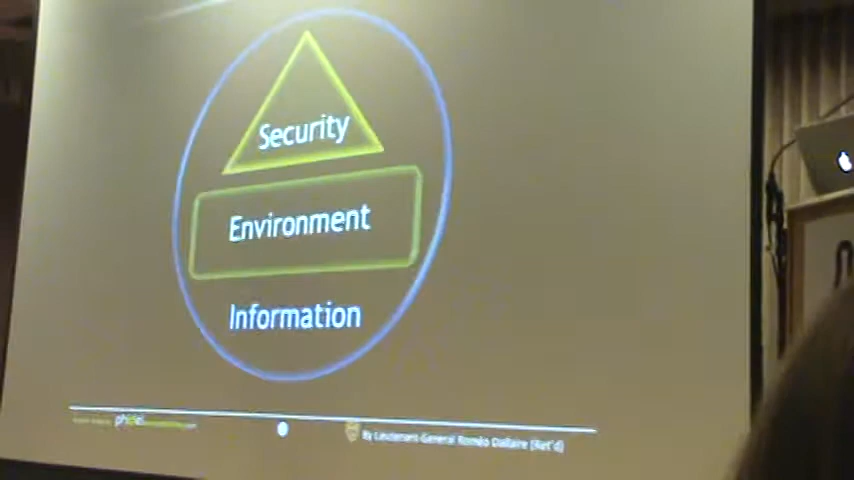 Security
Environment
Information
By Lieutenant-General Roméo Dallaire (Ret'd)